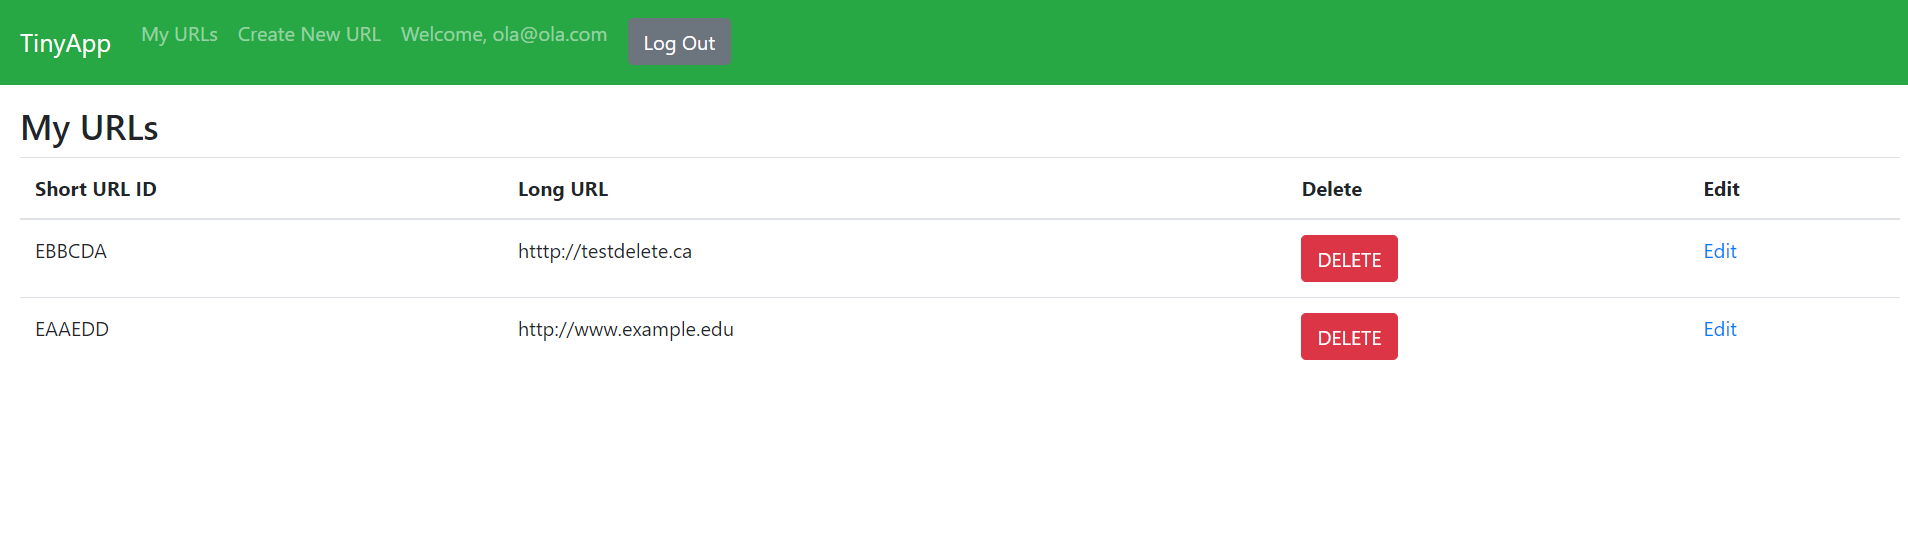 TinyApp My URLs Create New URL Welcome, ola@ola.com Log Out
My URLs
Short URL ID Long URL Delete Edit
EBBCDA htttp://testdelete.ca DELETE Edit
EAAEDD http://www.example.edu DELETE Edit